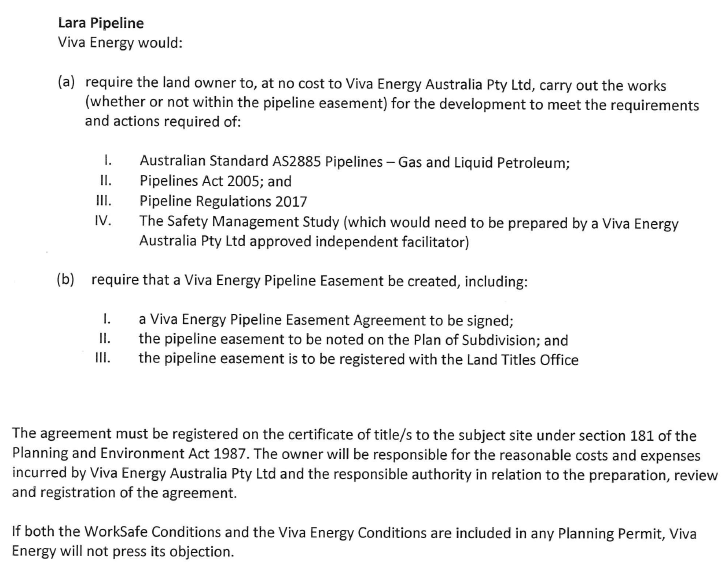 Lara Pipeline
Viva Energy would:
(a) require the land owner to, at no cost to Viva Energy Australia Pty Ltd, carry out the works
(whether or not within the pipeline easement) for the development to meet the requirements
and actions required of:
I. Australian Standard AS2885 Pipelines – Gas and Liquid Petroleum;
II. Pipelines Act 2005; and
III. Pipeline Regulations 2017
IV. The Safety Management Study (which would need to be prepared by a Viva Energy
Australia Pty Ltd approved independent facilitator)
(b) require that a Viva Energy Pipeline Easement be created, including:
I. a Viva Energy Pipeline Easement Agreement to be signed;
II. the pipeline easement to be noted on the Plan of Subdivision; and
III. the pipeline easement is to be registered with the Land Titles Office
The agreement must be registered on the certificate of title/s to the subject site under section 181 of the
Planning and Environment Act 1987. The owner will be responsible for the reasonable costs and expenses
incurred by Viva Energy Australia Pty Ltd and the responsible authority in relation to the preparation, review
and registration of the agreement.
If both the WorkSafe Conditions and the Viva Energy Conditions are included in any Planning Permit, Viva
Energy will not press its objection.